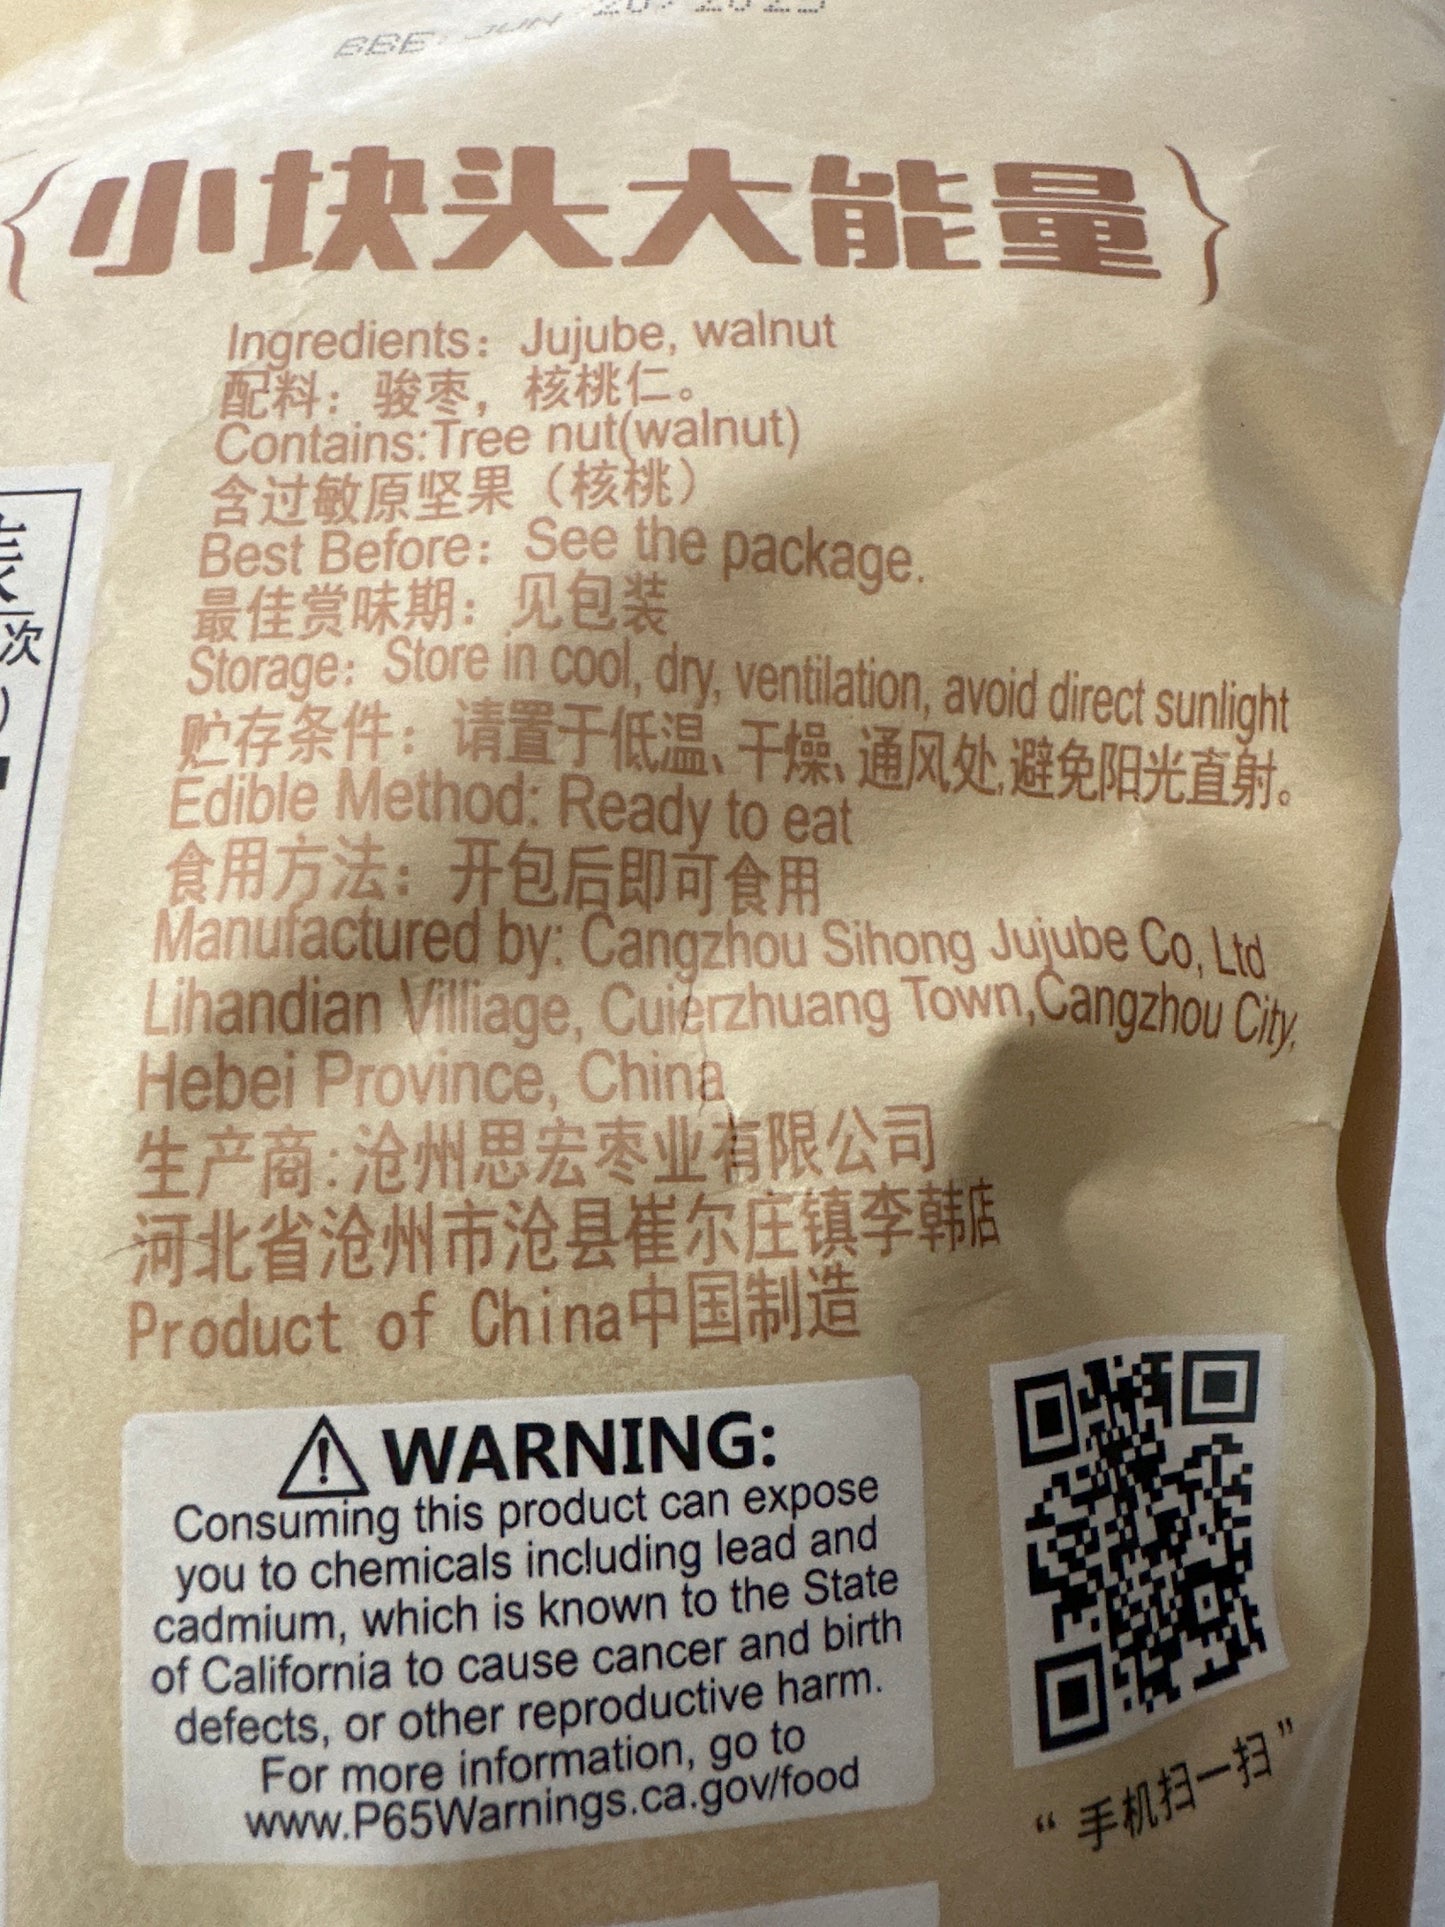 BBE: JUN 20, 2025
小块头大能量
Ingredients: Jujube, walnut
配料：骏枣，核桃仁。
Contains:Tree nut(walnut)
含过敏原坚果（核桃）
Best Before: See the package.
最佳赏味期：见包装
Storage: Store in cool, dry, ventilation, avoid direct sunlight
贮存条件：请置于低温、干燥、通风处,避免阳光直射。
Edible Method: Ready to eat
食用方法：开包后即可食用
Manufactured by: Cangzhou Sihong Jujube Co, Ltd
Lihandian Villiage, Cuierzhuang Town,Cangzhou City,
Hebei Province, China
生产商:沧州思宏枣业有限公司
河北省沧州市沧县崔尔庄镇李韩店
Product of China中国制造
次
)
WARNING:
Consuming this product can expose
you to chemicals including lead and
cadmium, which is known to the State
of California to cause cancer and birth
defects, or other reproductive harm.
For more information, go to
www.P65Warnings.ca.gov/food
“手机扫一扫”